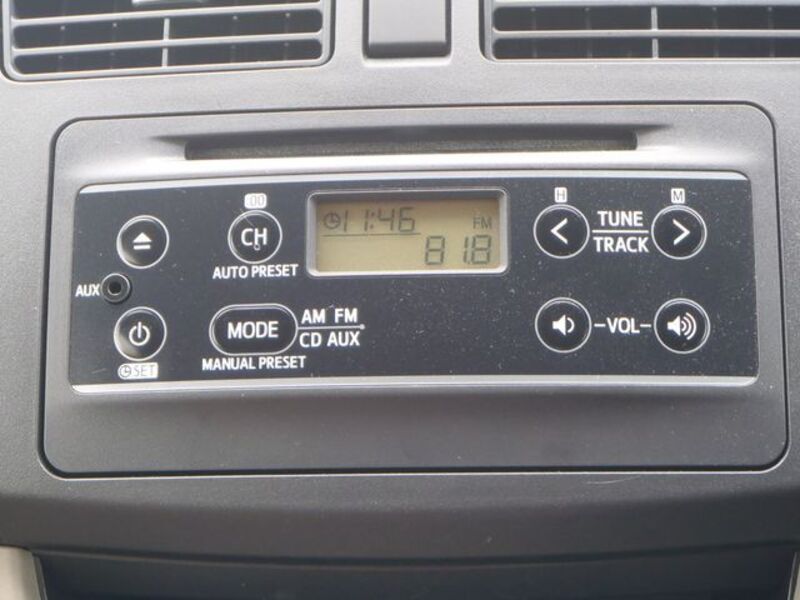 :00
CH
AUTO PRESET
11:46
FM
81.8
H
M
TUNE
TRACK
AUX
SET
MODE
AM FM
CD AUX
MANUAL PRESET
VOL